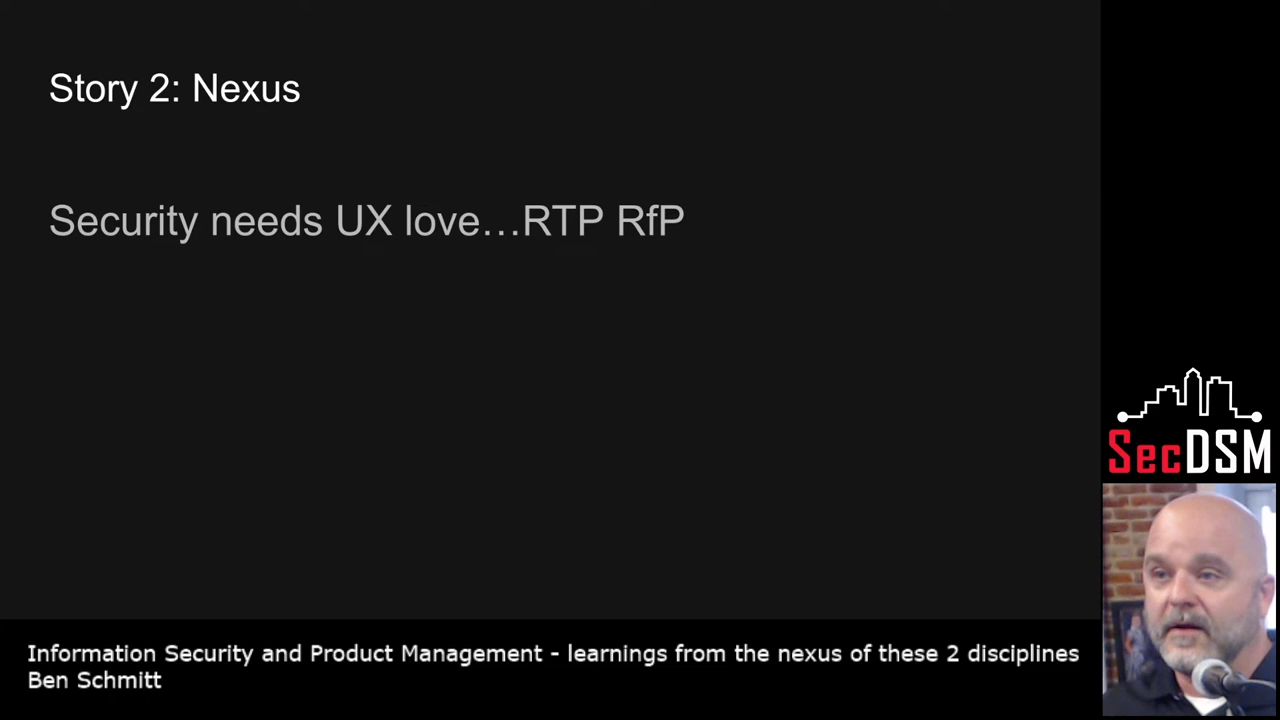 Story 2: Nexus
Security needs UX love…RTP RfP
SecDSM
Information Security and Product Management - learnings from the nexus of these 2 disciplines
Ben Schmitt